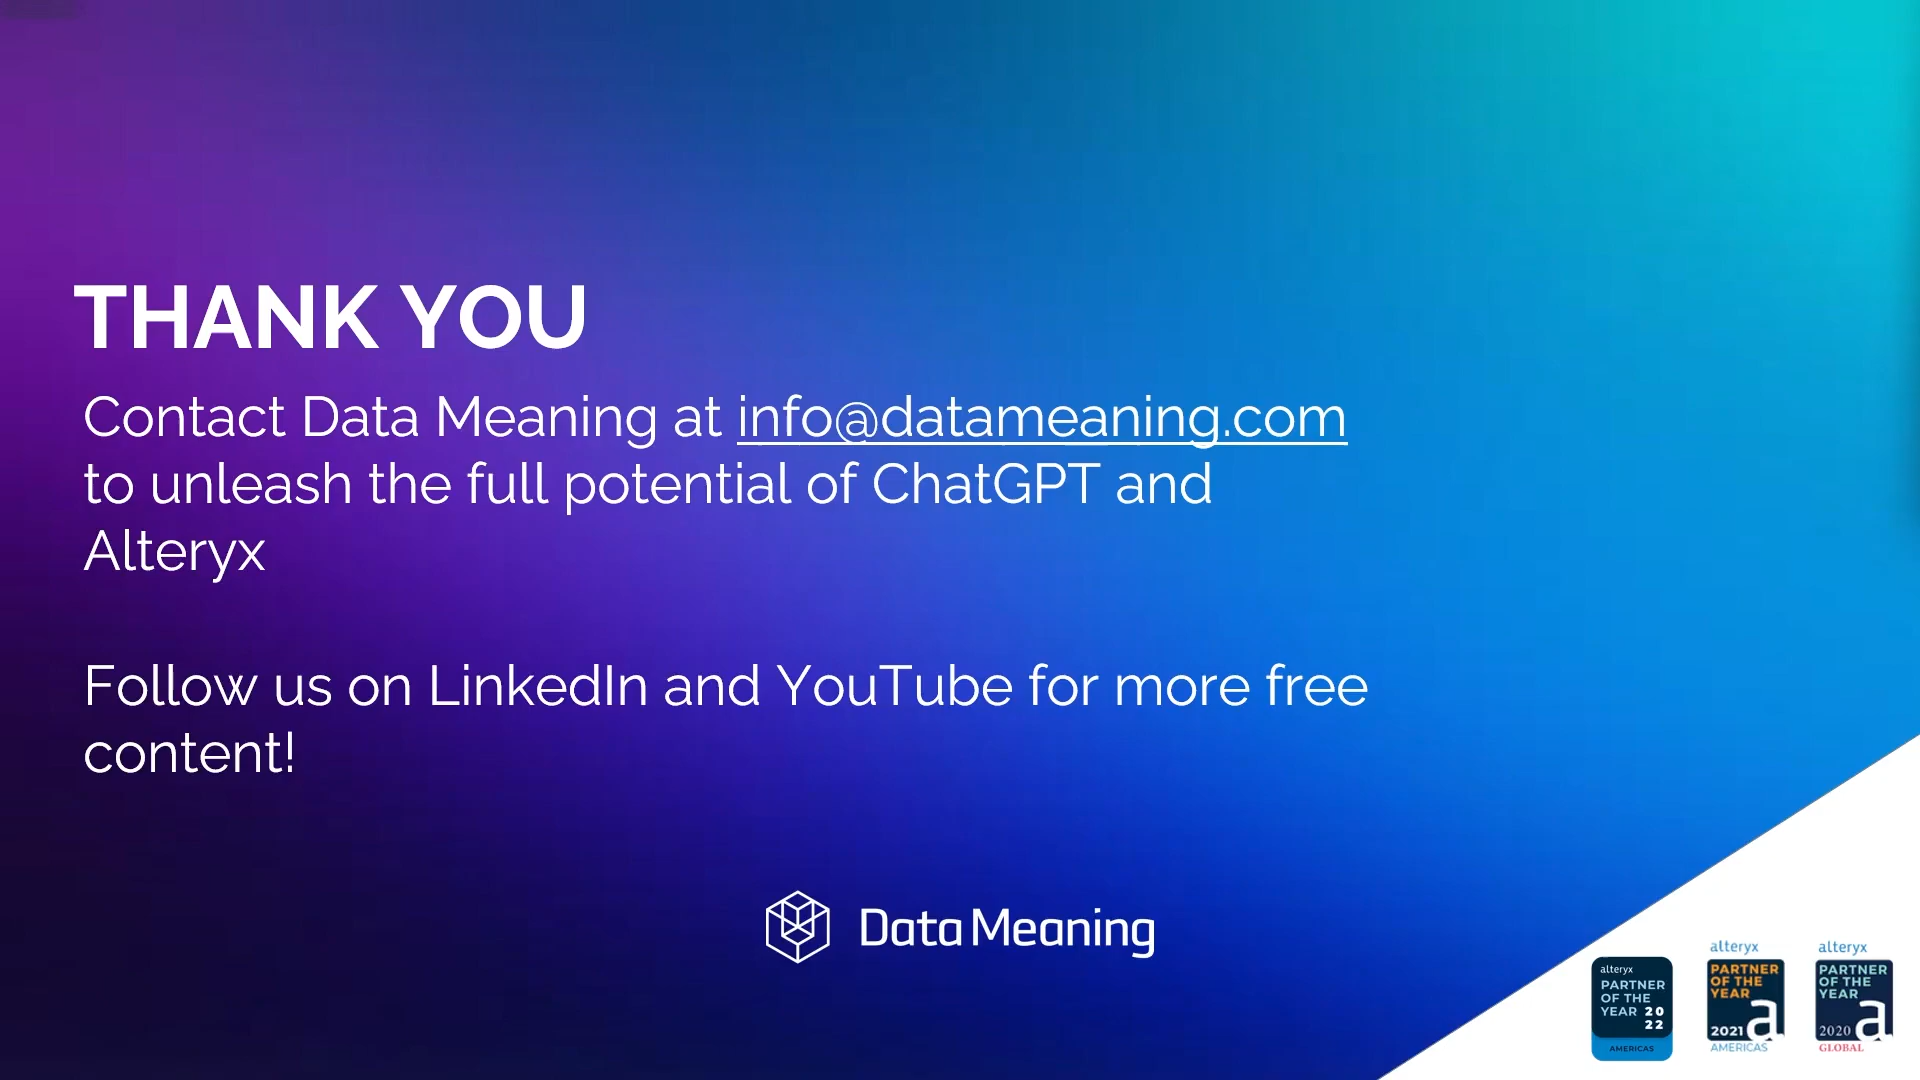 THANK YOU
Contact Data Meaning at info@datameaning.com
to unleash the full potential of ChatGPT and
Alteryx
Follow us on LinkedIn and YouTube for more free
content!
Data Meaning
alteryx
PARTNER
OF THE
YEAR 20
22
AMERICAS
alteryx
PARTNER
OF THE
YEAR
2021 a
AMERICAS
alteryx
PARTNER
OF THE
YEAR
2020 a
GLOBAL